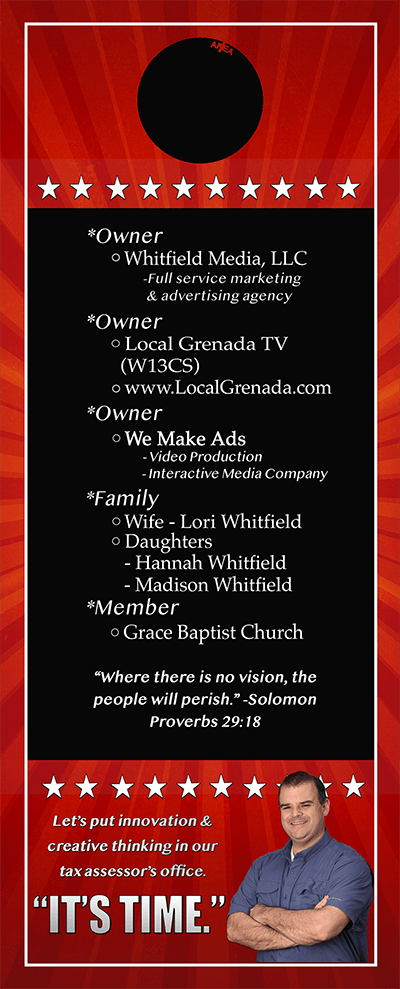 AREA
*Owner
Whitfield Media, LLC
-Full service marketing
& advertising agency
*Owner
Local Grenada TV
(W13CS)
www.LocalGrenada.com
*Owner
We Make Ads
-Video Production
-Interactive Media Company
*Family
Wife - Lori Whitfield
Daughters
- Hannah Whitfield
- Madison Whitfield
*Member
Grace Baptist Church
“Where there is no vision, the
people will perish.” -Solomon
Proverbs 29:18
Let’s put innovation &
creative thinking in our
tax assessor’s office.
“IT’S TIME.”